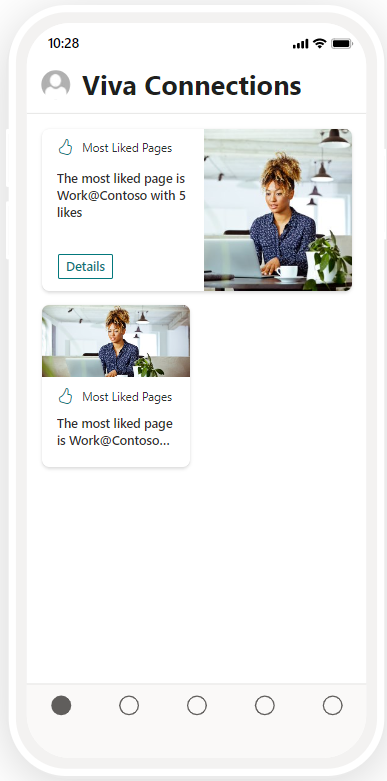 10:28
Viva Connections
Most Liked Pages
The most liked page is
Work@Contoso with 5
likes
Details
Most Liked Pages
The most liked page
is Work@Contoso...